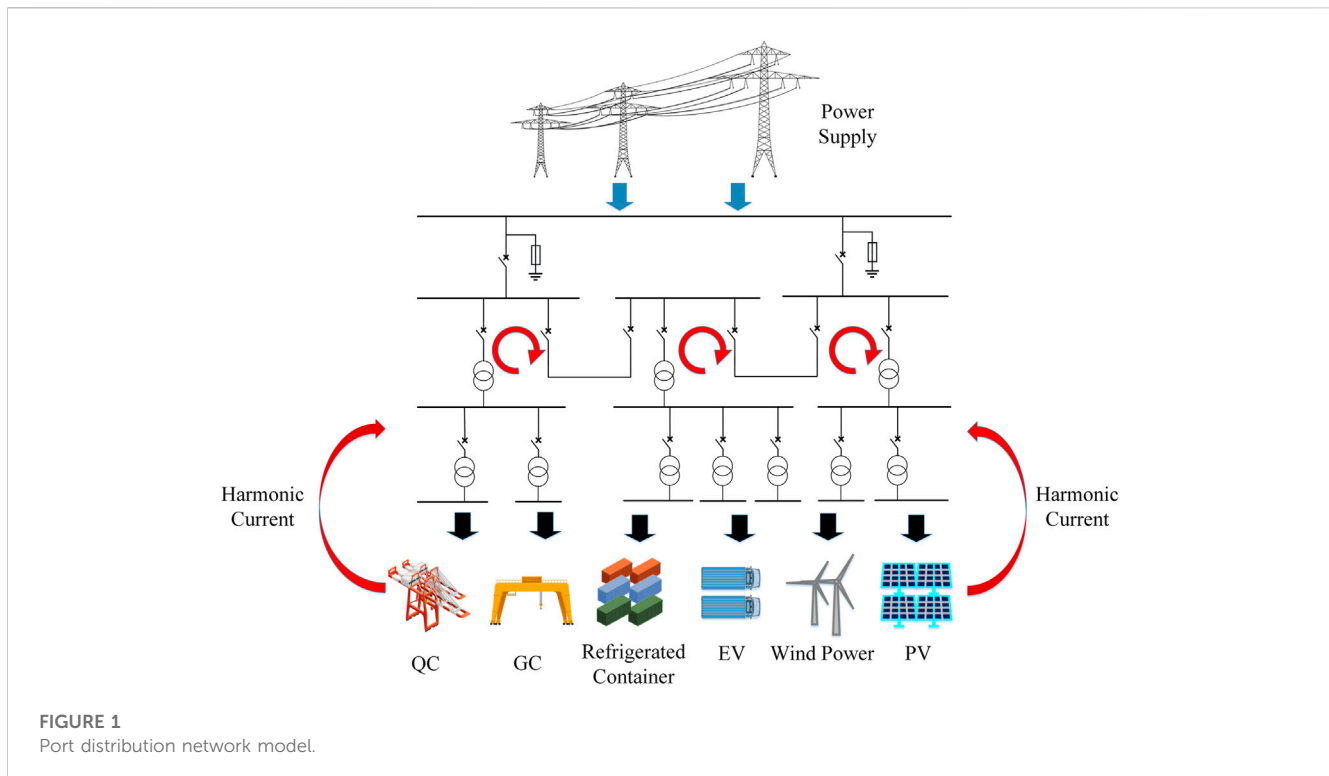 Power
Supply
Harmonic
Current
Harmonic
Current
QC
GC
Refrigerated
Container
EV
Wind Power
PV
FIGURE 1
Port distribution network model.